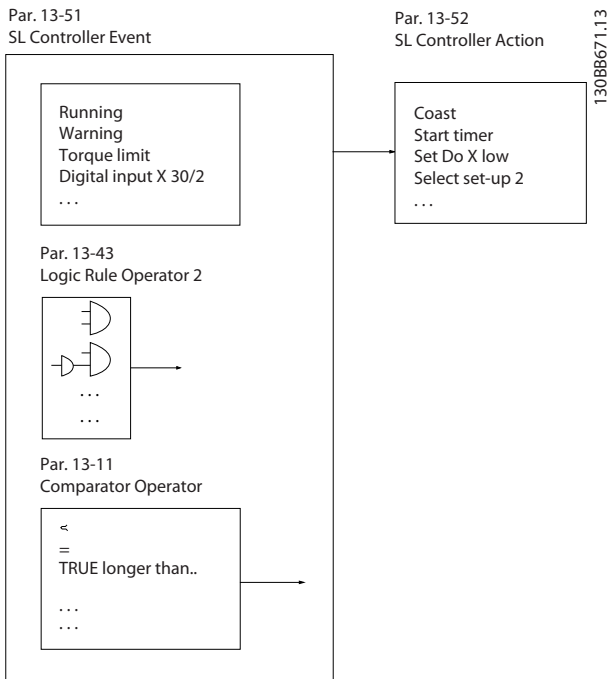 Par. 13-51
SL Controller Event
Par. 13-52
SL Controller Action
130BB671.13
Running
Warning
Torque limit
Digital input X 30/2
. . .
Coast
Start timer
Set Do X low
Select set-up 2
. . .
Par. 13-43
Logic Rule Operator 2
. . .
. . .
Par. 13-11
Comparator Operator
<
=
TRUE longer than..
. . .
. . .